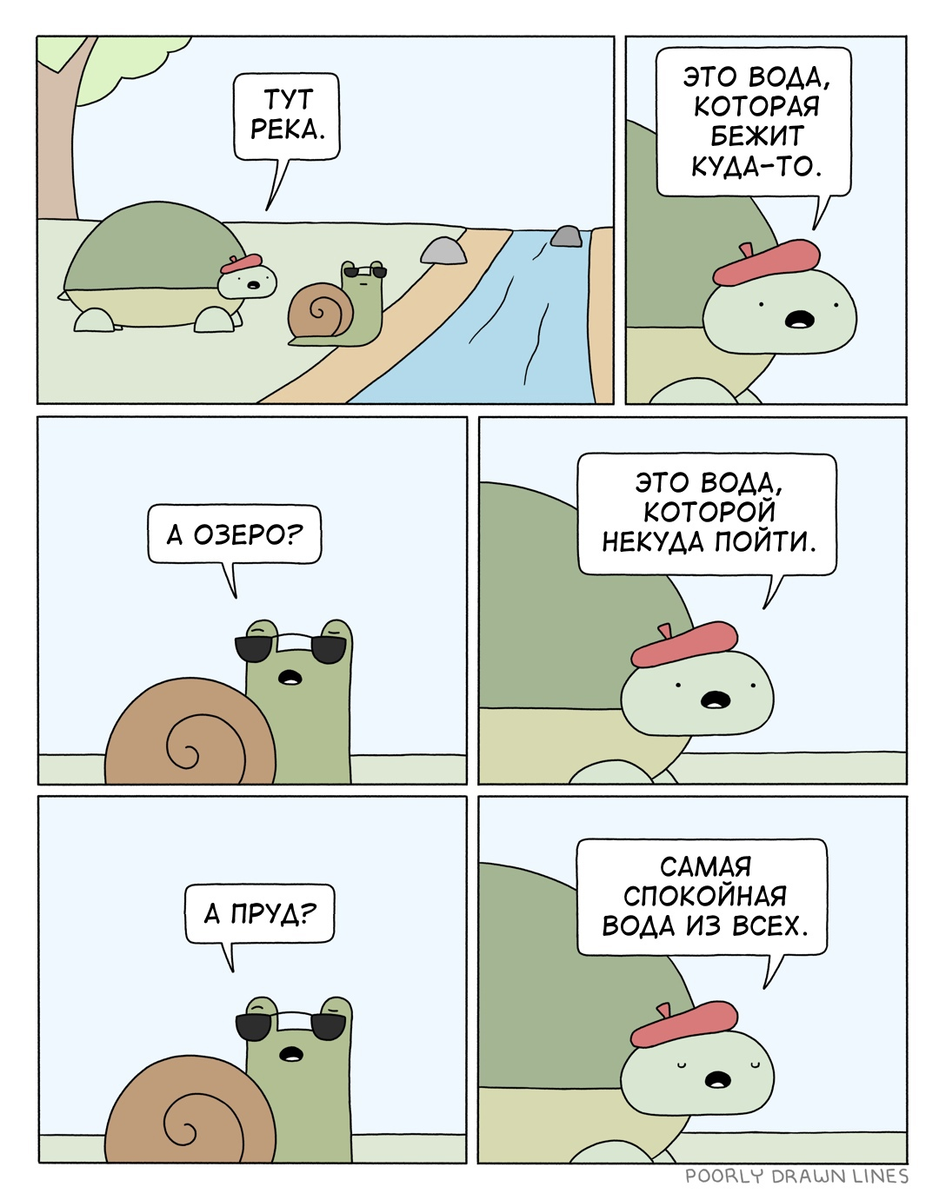 ТУТ
РЕКА.
ЭТО ВОДА,
КОТОРАЯ
БЕЖИТ
КУДА-ТО.
А ОЗЕРО?
ЭТО ВОДА,
КОТОРОЙ
НЕКУДА ПОЙТИ.
А ПРУД?
САМАЯ
СПОКОЙНАЯ
ВОДА ИЗ ВСЕХ.
POORLY DRAWN LINES